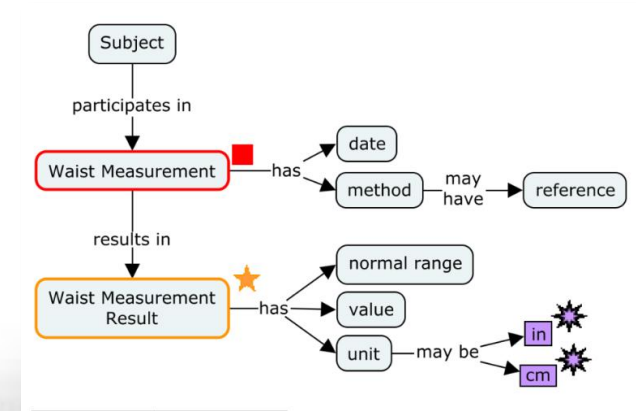 Subject
participates in
Waist Measurement
has
date
method
may
have
reference
results in
Waist Measurement
Result
has
normal range
value
unit
may be
in
cm